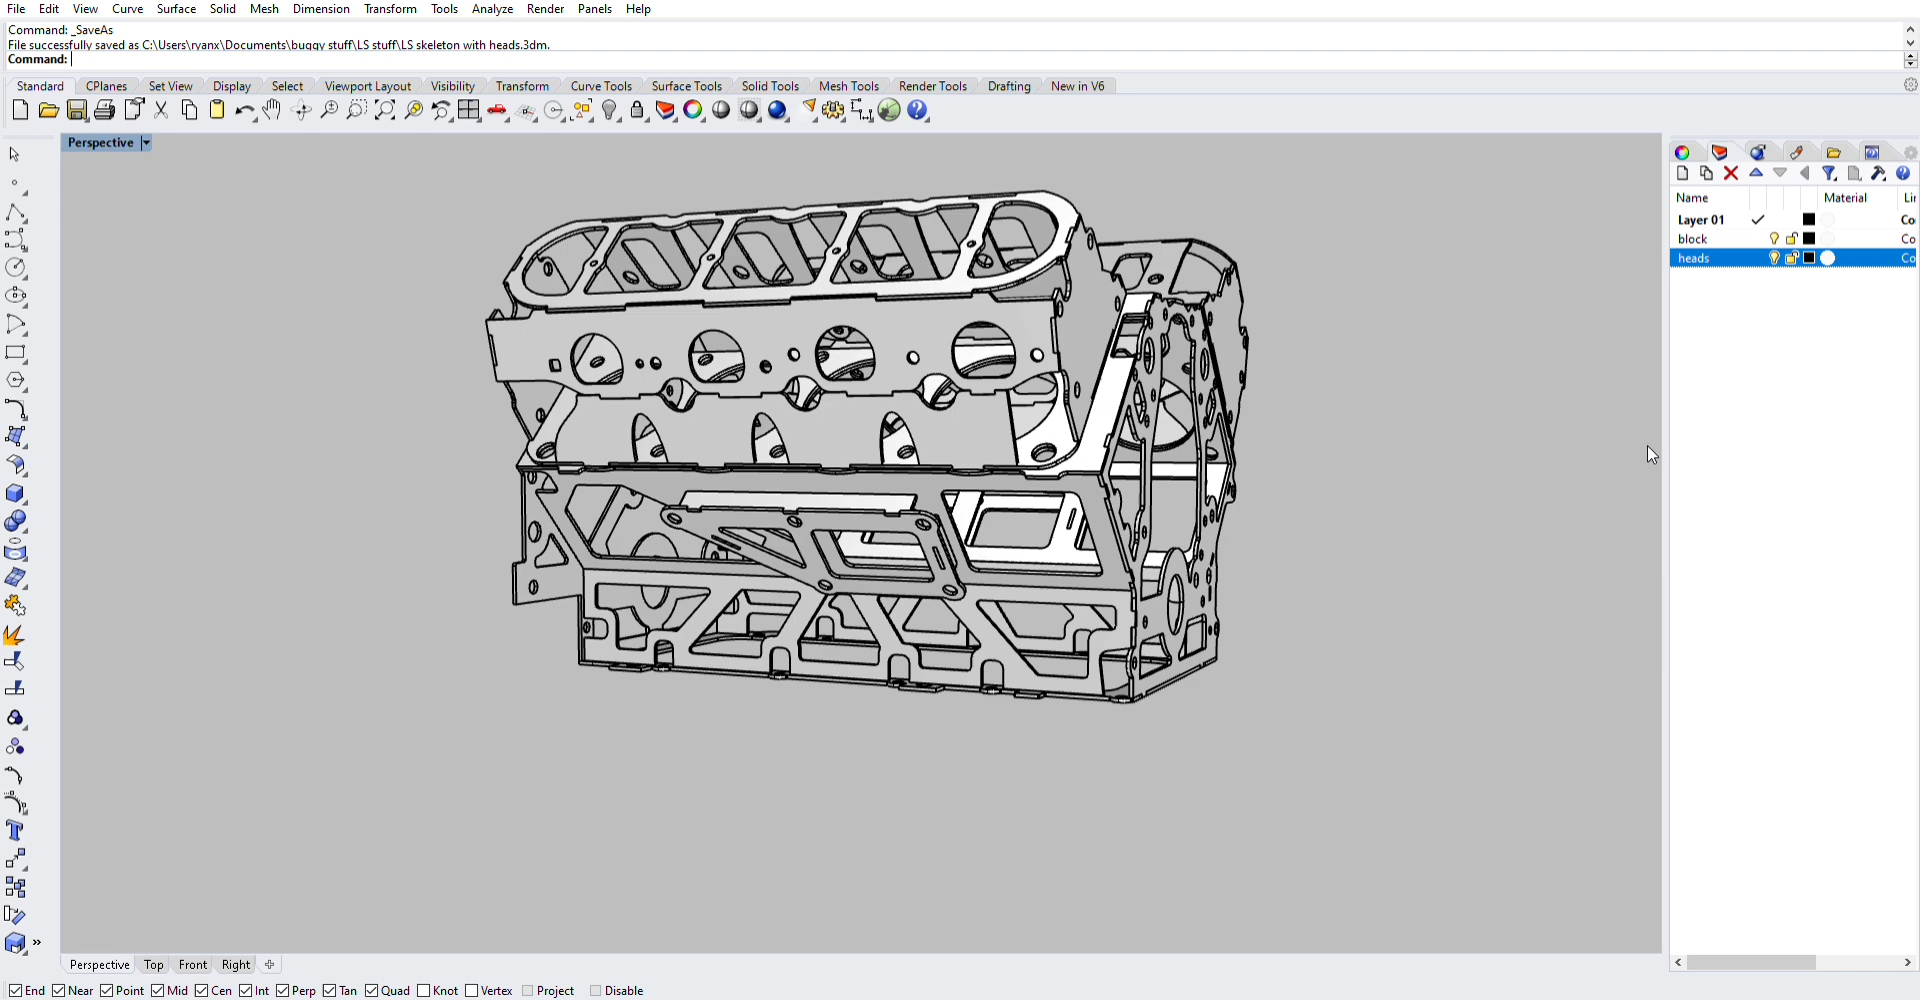 File Edit View Curve Surface Solid Mesh Dimension Transform Tools Analyze Render Panels Help
Command: _SaveAs
File successfully saved as C:\Users\ryanx\Documents\buggy stuff\LS stuff\LS skeleton with heads.3dm.
Command:
Standard CPlanes Set View Display Select Viewport Layout Visibility Transform Curve Tools Surface Tools Solid Tools Mesh Tools Render Tools Drafting New in V6
Perspective
Name Material Lir
Layer 01 Co
block Co
heads Co
Perspective Top Front Right
End Near Point Mid Cen Int Perp Tan Quad Knot Vertex Project Disable